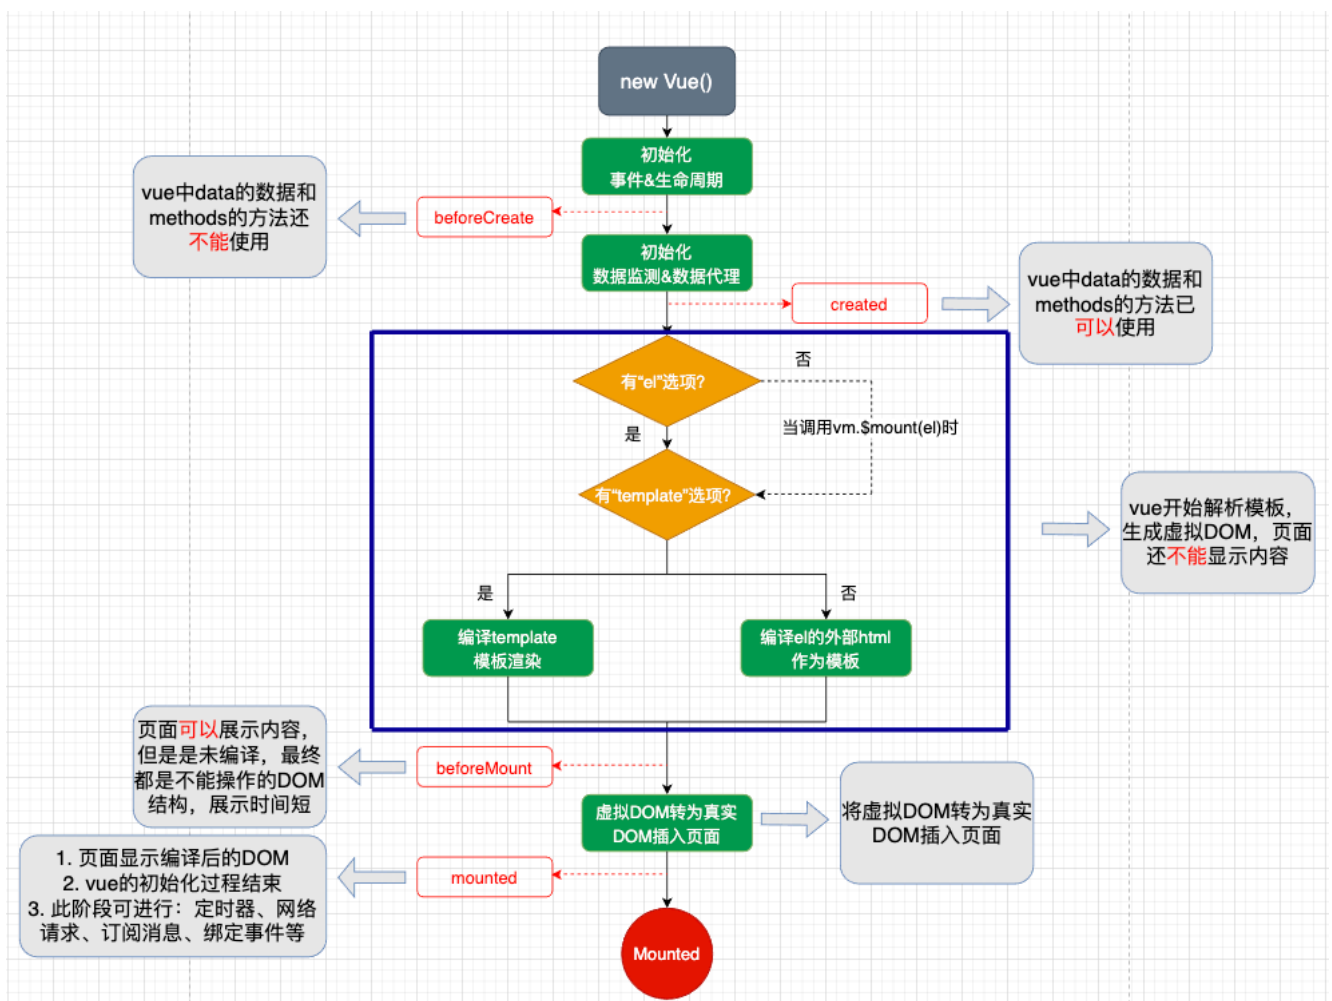 new Vue()
初始化
事件&生命周期
vue中data的数据和
methods的方法还
不能使用
beforeCreate
初始化
数据监测&数据代理
created
vue中data的数据和
methods的方法已
可以使用
有“el”选项?
否
是
当调用vm.$mount(el)时
有“template”选项?
vue开始解析模板，
生成虚拟DOM，页面
还不能显示内容
是
否
编译template
模板渲染
编译el的外部html
作为模板
页面可以展示内容，
但是是未编译，最终
都是不能操作的DOM
结构，展示时间短
beforeMount
虚拟DOM转为真实
DOM插入页面
将虚拟DOM转为真实
DOM插入页面
1. 页面显示编译后的DOM
2. vue的初始化过程结束
3. 此阶段可进行：定时器、网络
请求、订阅消息、绑定事件等
mounted
Mounted